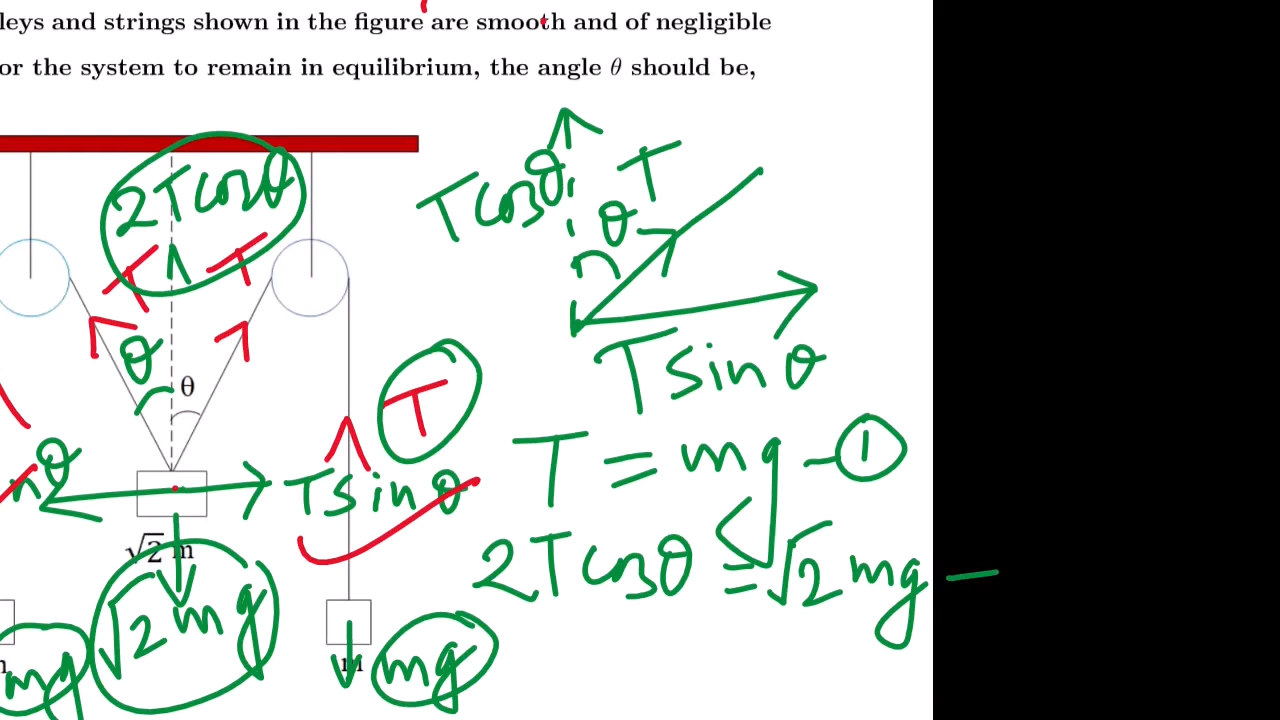 leys and strings shown in the figure are smooth and of negligible
or the system to remain in equilibrium, the angle θ should be,
2Tcosθ
T T
Tcosθ
θ
T
Tsinθ
θ
θ
T
θ
Tsinθ
T = mg - ①
2Tcosθ = √2 mg -
√2 m
√2 mg
m
mg
mg